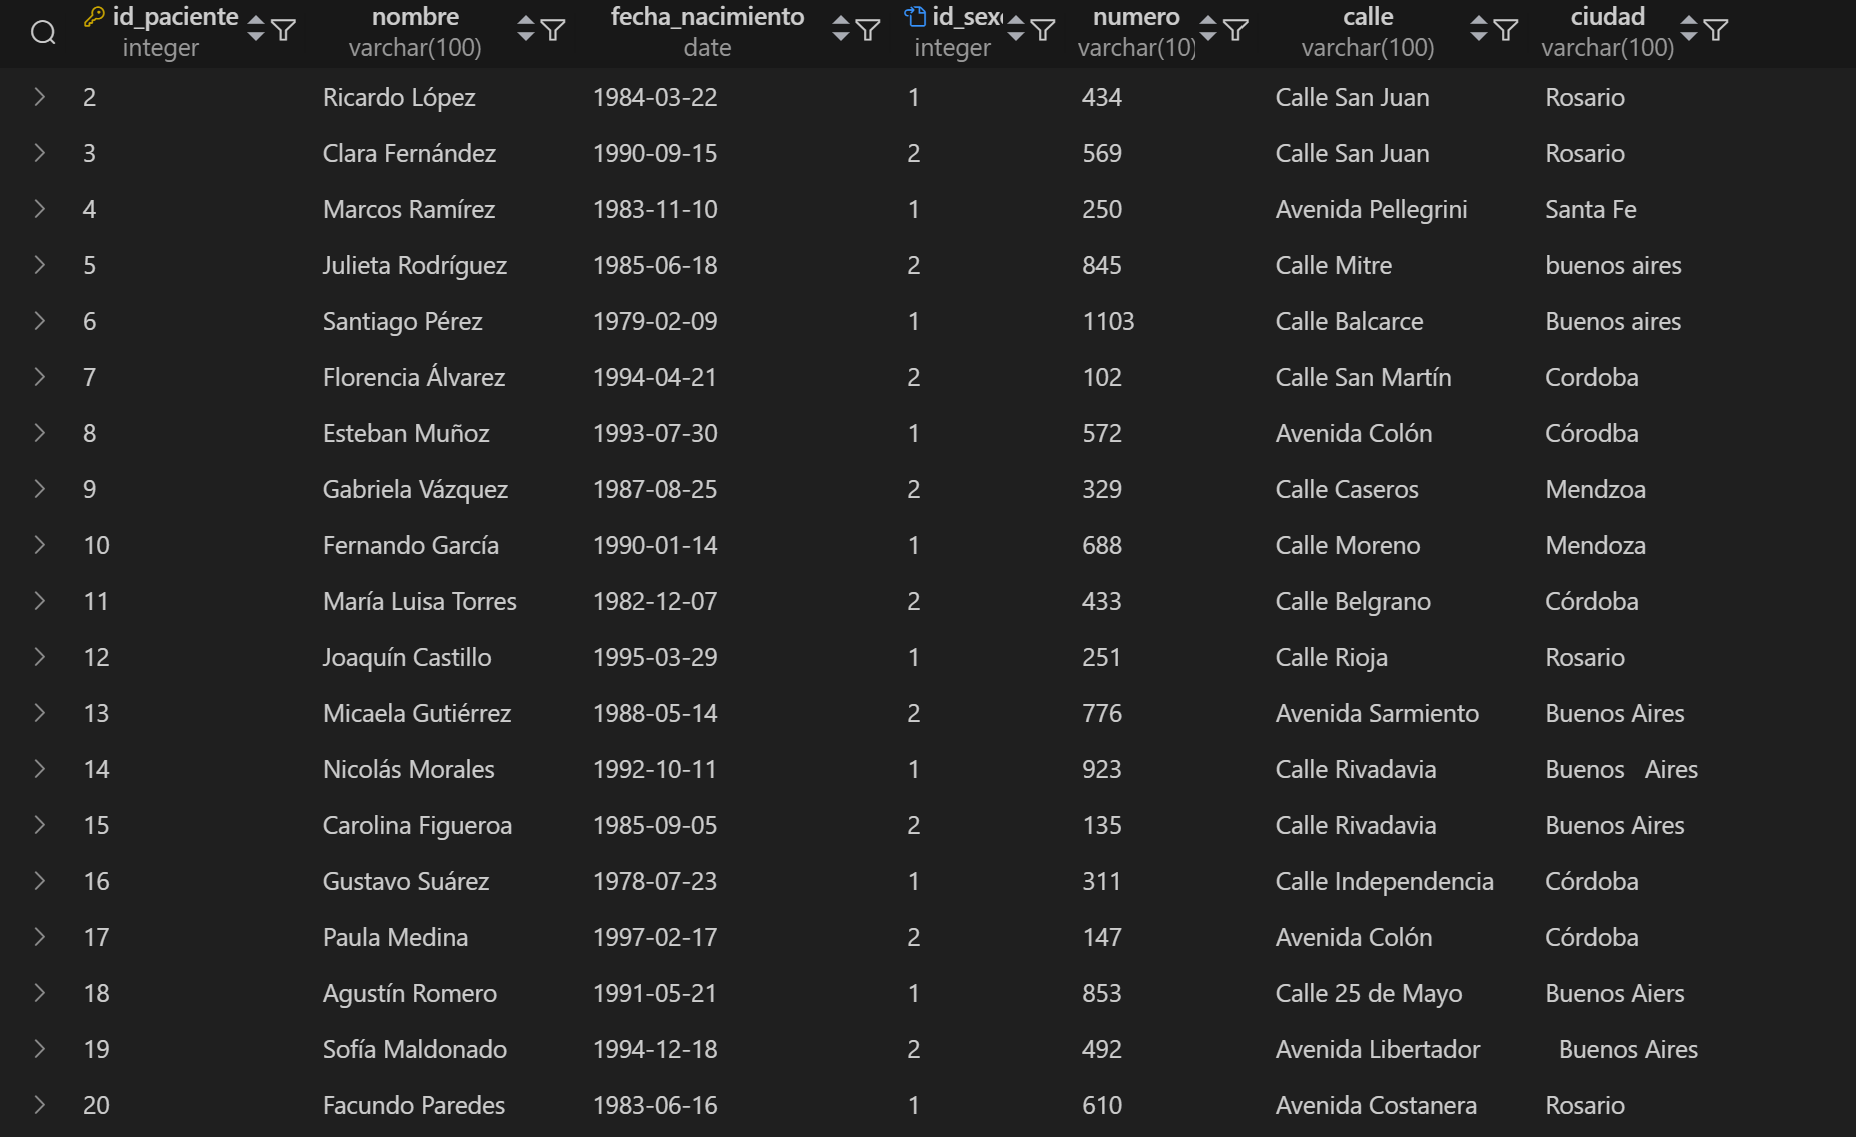 id_paciente nombre fecha_nacimiento id_sex numero calle ciudad
integer varchar(100) date integer varchar(10) varchar(100) varchar(100)
2 Ricardo López 1984-03-22 1 434 Calle San Juan Rosario
3 Clara Fernández 1990-09-15 2 569 Calle San Juan Rosario
4 Marcos Ramírez 1983-11-10 1 250 Avenida Pellegrini Santa Fe
5 Julieta Rodríguez 1985-06-18 2 845 Calle Mitre buenos aires
6 Santiago Pérez 1979-02-09 1 1103 Calle Balcarce Buenos aires
7 Florencia Álvarez 1994-04-21 2 102 Calle San Martín Cordoba
8 Esteban Muñoz 1993-07-30 1 572 Avenida Colón Córodba
9 Gabriela Vázquez 1987-08-25 2 329 Calle Caseros Mendzoa
10 Fernando García 1990-01-14 1 688 Calle Moreno Mendoza
11 María Luisa Torres 1982-12-07 2 433 Calle Belgrano Córdoba
12 Joaquín Castillo 1995-03-29 1 251 Calle Rioja Rosario
13 Micaela Gutiérrez 1988-05-14 2 776 Avenida Sarmiento Buenos Aires
14 Nicolás Morales 1992-10-11 1 923 Calle Rivadavia Buenos   Aires
15 Carolina Figueroa 1985-09-05 2 135 Calle Rivadavia Buenos Aires
16 Gustavo Suárez 1978-07-23 1 311 Calle Independencia Córdoba
17 Paula Medina 1997-02-17 2 147 Avenida Colón Córdoba
18 Agustín Romero 1991-05-21 1 853 Calle 25 de Mayo Buenos Aiers
19 Sofía Maldonado 1994-12-18 2 492 Avenida Libertador   Buenos Aires
20 Facundo Paredes 1983-06-16 1 610 Avenida Costanera Rosario